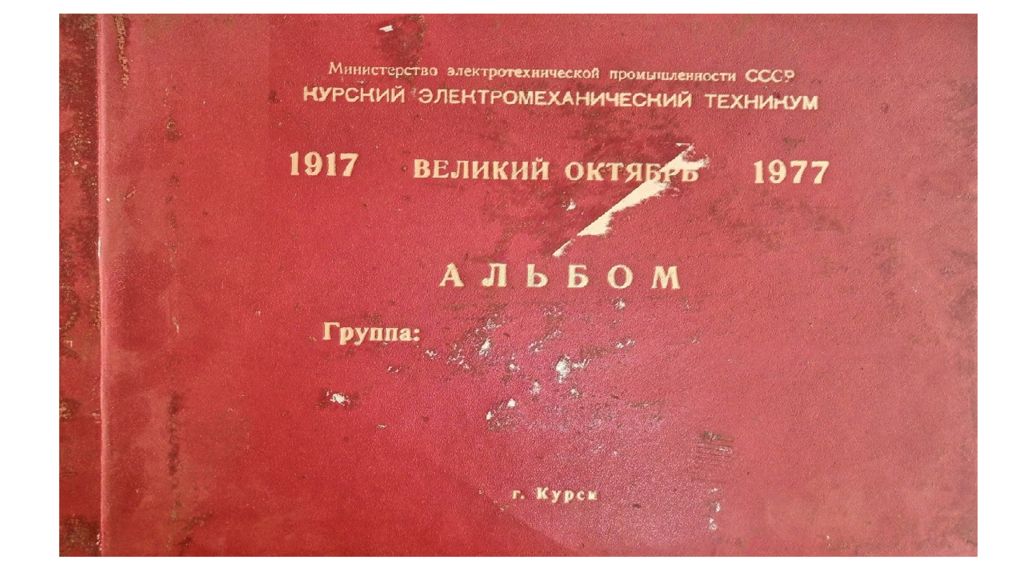 Министерство электротехнической промышленности СССР
КУРСКИЙ ЭЛЕКТРОМЕХАНИЧЕСКИЙ ТЕХНИКУМ
1917 ВЕЛИКИЙ ОКТЯБРЬ 1977
АЛЬБОМ
Группа:
г. Курск